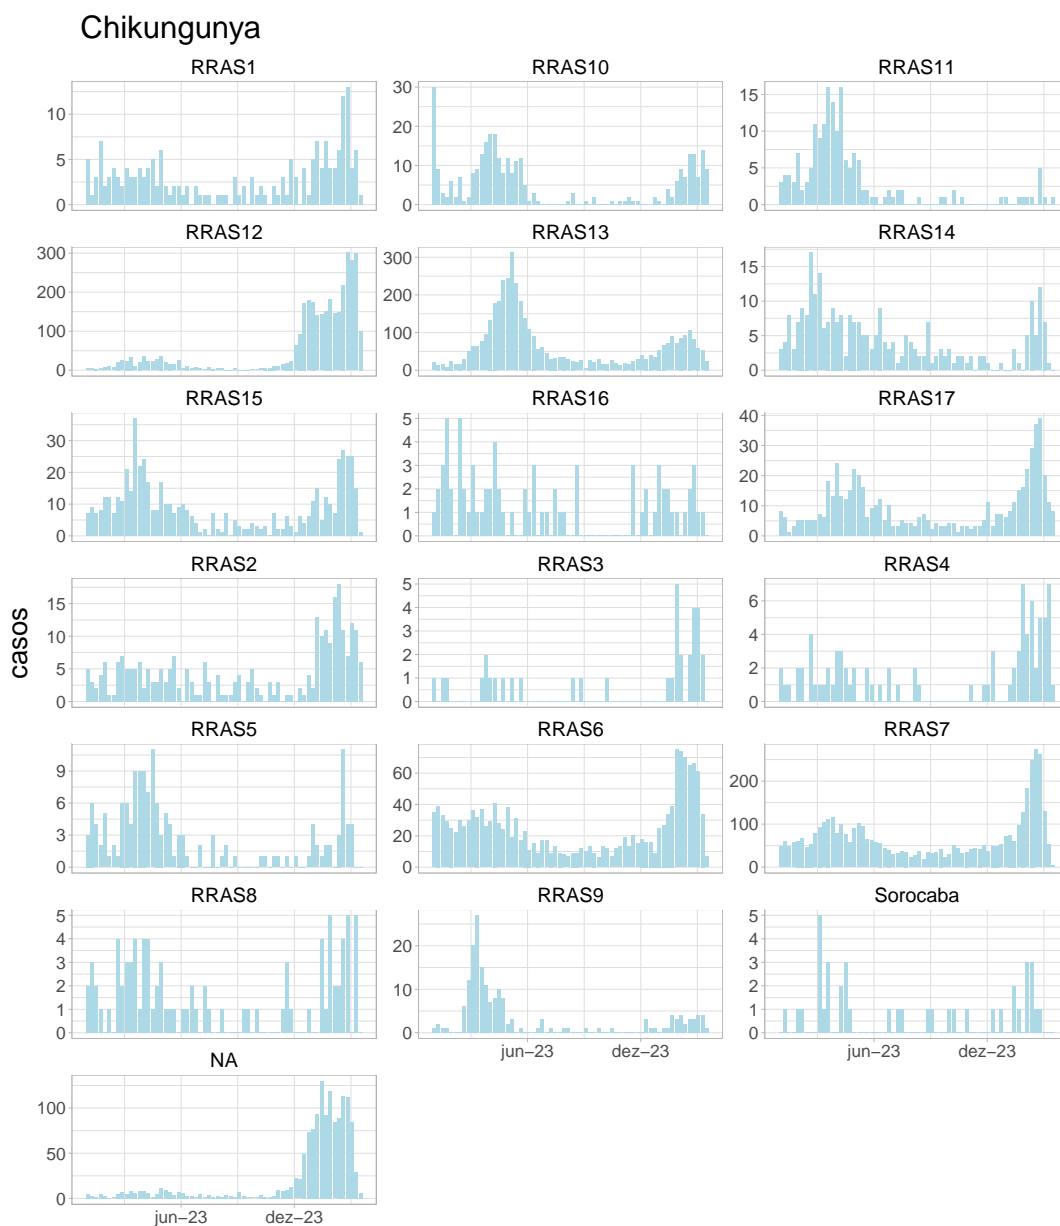 Chikungunya
RRAS1 RRAS10 RRAS11
10 5 0
30 20 10 0
15 10 5 0
RRAS12 RRAS13 RRAS14
300 200 100 0
300 200 100 0
15 10 5 0
RRAS15 RRAS16 RRAS17
30 20 10 0
5 4 3 2 1 0
40 30 20 10 0
RRAS2 RRAS3 RRAS4
15 10 5 0
5 4 3 2 1 0
6 4 2 0
casos
RRAS5 RRAS6 RRAS7
9 6 3 0
60 40 20 0
200 100 0
RRAS8 RRAS9 Sorocaba
5 4 3 2 1 0
20 10 0
5 4 3 2 1 0
jun−23 dez−23 jun−23 dez−23
NA
100 50 0
jun−23 dez−23